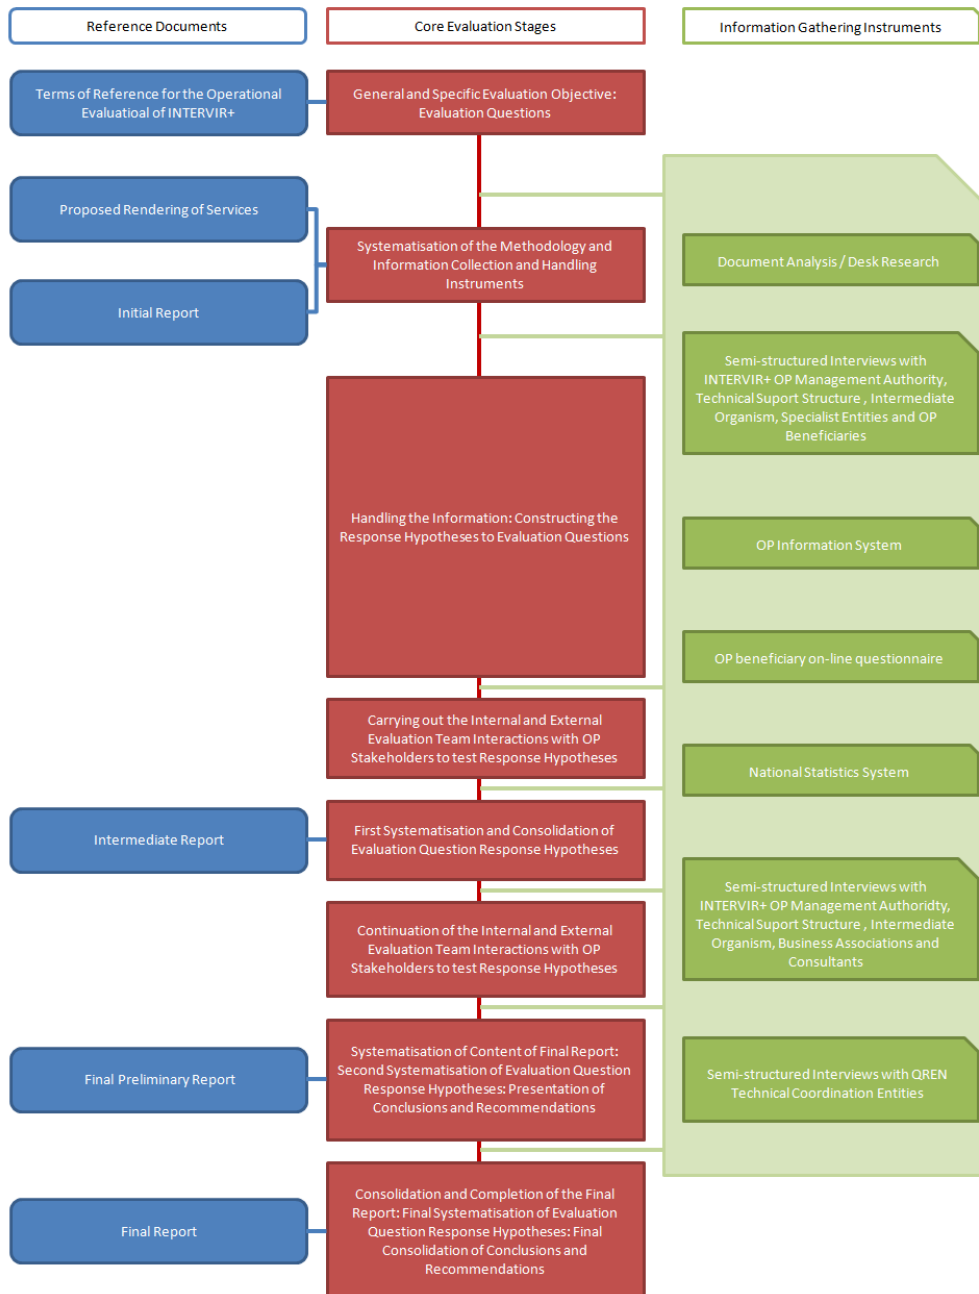 Reference Documents
Core Evaluation Stages
Information Gathering Instruments
Terms of Reference for the Operational
Evaluatioal of INTERVIR+
General and Specific Evaluation Objective:
Evaluation Questions
Proposed Rendering of Services
Initial Report
Systematisation of the Methodology and
Information Collection and Handling
Instruments
Document Analysis / Desk Research
Semi-structured Interviews with
INTERVIR+ OP Management Authority,
Technical Suport Structure , Intermediate
Organism, Specialist Entities and OP
Beneficiaries
Handling the Information: Constructing the
Response Hypotheses to Evaluation Questions
OP Information System
OP beneficiary on-line questionnaire
Carrying out the Internal and External
Evaluation Team Interactions with OP
Stakeholders to test Response Hypotheses
National Statistics System
Intermediate Report
First Systematisation and Consolidation of
Evaluation Question Response Hypotheses
Semi-structured Interviews with
INTERVIR+ OP Management Authoridty,
Technical Suport Structure , Intermediate
Organism, Business Associations and
Consultants
Continuation of the Internal and External
Evaluation Team Interactions with OP
Stakeholders to test Response Hypotheses
Final Preliminary Report
Systematisation of Content of Final Report:
Second Systematisation of Evaluation Question
Response Hypotheses: Presentation of
Conclusions and Recommendations
Semi-structured Interviews with QREN
Technical Coordination Entities
Final Report
Consolidation and Completion of the Final
Report: Final Systematisation of Evaluation
Question Response Hypotheses: Final
Consolidation of Conclusions and
Recommendations